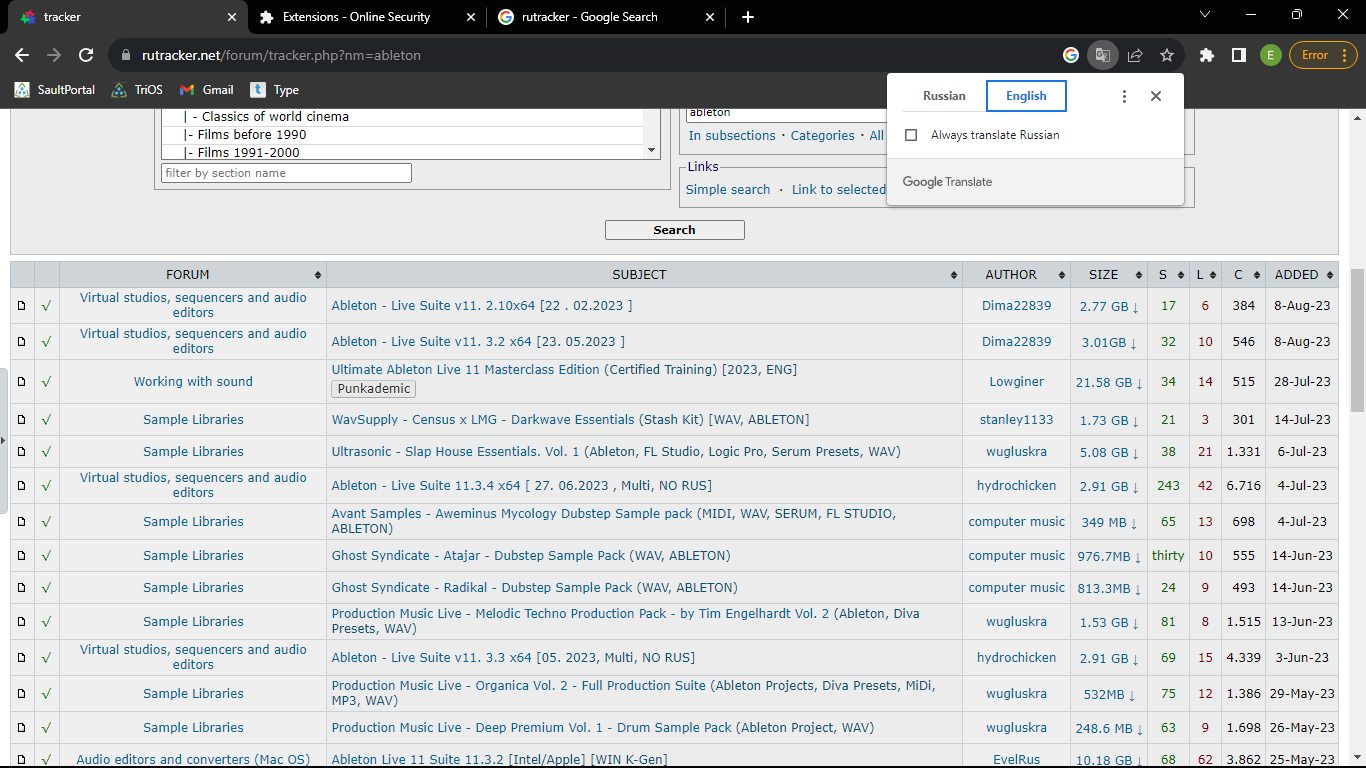 tracker
Extensions - Online Security
rutracker - Google Search
rutracker.net/forum/tracker.php?nm=ableton
E
Error
SaultPortal
TriOS
Gmail
t Type
Russian
English
Always translate Russian
Google Translate
|- Classics of world cinema
|- Films before 1990
|- Films 1991-2000
filter by section name
ableton
In subsections · Categories · All
Links
Simple search · Link to selected
Search
FORUM SUBJECT AUTHOR SIZE S L C ADDED
√ Virtual studios, sequencers and audio editors Ableton - Live Suite v11. 2.10x64 [22 . 02.2023 ] Dima22839 2.77 GB ↓ 17 6 384 8-Aug-23
√ Virtual studios, sequencers and audio editors Ableton - Live Suite v11. 3.2 x64 [23. 05.2023 ] Dima22839 3.01GB ↓ 32 10 546 8-Aug-23
√ Working with sound Ultimate Ableton Live 11 Masterclass Edition (Certified Training) [2023, ENG] Lowginer 21.58 GB ↓ 34 14 515 28-Jul-23
Punkademic
√ Sample Libraries WavSupply - Census x LMG - Darkwave Essentials (Stash Kit) [WAV, ABLETON] stanley1133 1.73 GB ↓ 21 3 301 14-Jul-23
√ Sample Libraries Ultrasonic - Slap House Essentials. Vol. 1 (Ableton, FL Studio, Logic Pro, Serum Presets, WAV) wugluskra 5.08 GB ↓ 38 21 1.331 6-Jul-23
√ Virtual studios, sequencers and audio editors Ableton - Live Suite 11.3.4 x64 [ 27. 06.2023 , Multi, NO RUS] hydrochicken 2.91 GB ↓ 243 42 6.716 4-Jul-23
√ Sample Libraries Avant Samples - Aweminus Mycology Dubstep Sample pack (MIDI, WAV, SERUM, FL STUDIO, ABLETON) computer music 349 MB ↓ 65 13 698 4-Jul-23
√ Sample Libraries Ghost Syndicate - Atajar - Dubstep Sample Pack (WAV, ABLETON) computer music 976.7MB ↓ thirty 10 555 14-Jun-23
√ Sample Libraries Ghost Syndicate - Radikal - Dubstep Sample Pack (WAV, ABLETON) computer music 813.3MB ↓ 24 9 493 14-Jun-23
√ Sample Libraries Production Music Live - Melodic Techno Production Pack - by Tim Engelhardt Vol. 2 (Ableton, Diva Presets, WAV) wugluskra 1.53 GB ↓ 81 8 1.515 13-Jun-23
√ Virtual studios, sequencers and audio editors Ableton - Live Suite v11. 3.3 x64 [05. 2023, Multi, NO RUS] hydrochicken 2.91 GB ↓ 69 15 4.339 3-Jun-23
√ Sample Libraries Production Music Live - Organica Vol. 2 - Full Production Suite (Ableton Projects, Diva Presets, MiDi, MP3, WAV) wugluskra 532MB ↓ 75 12 1.386 29-May-23
√ Sample Libraries Production Music Live - Deep Premium Vol. 1 - Drum Sample Pack (Ableton Project, WAV) wugluskra 248.6 MB ↓ 63 9 1.698 26-May-23
√ Audio editors and converters (Mac OS) Ableton Live 11 Suite 11.3.2 [Intel/Apple] [WIN K-Gen] EvelRus 10.18 GB ↓ 68 62 3.862 25-May-23